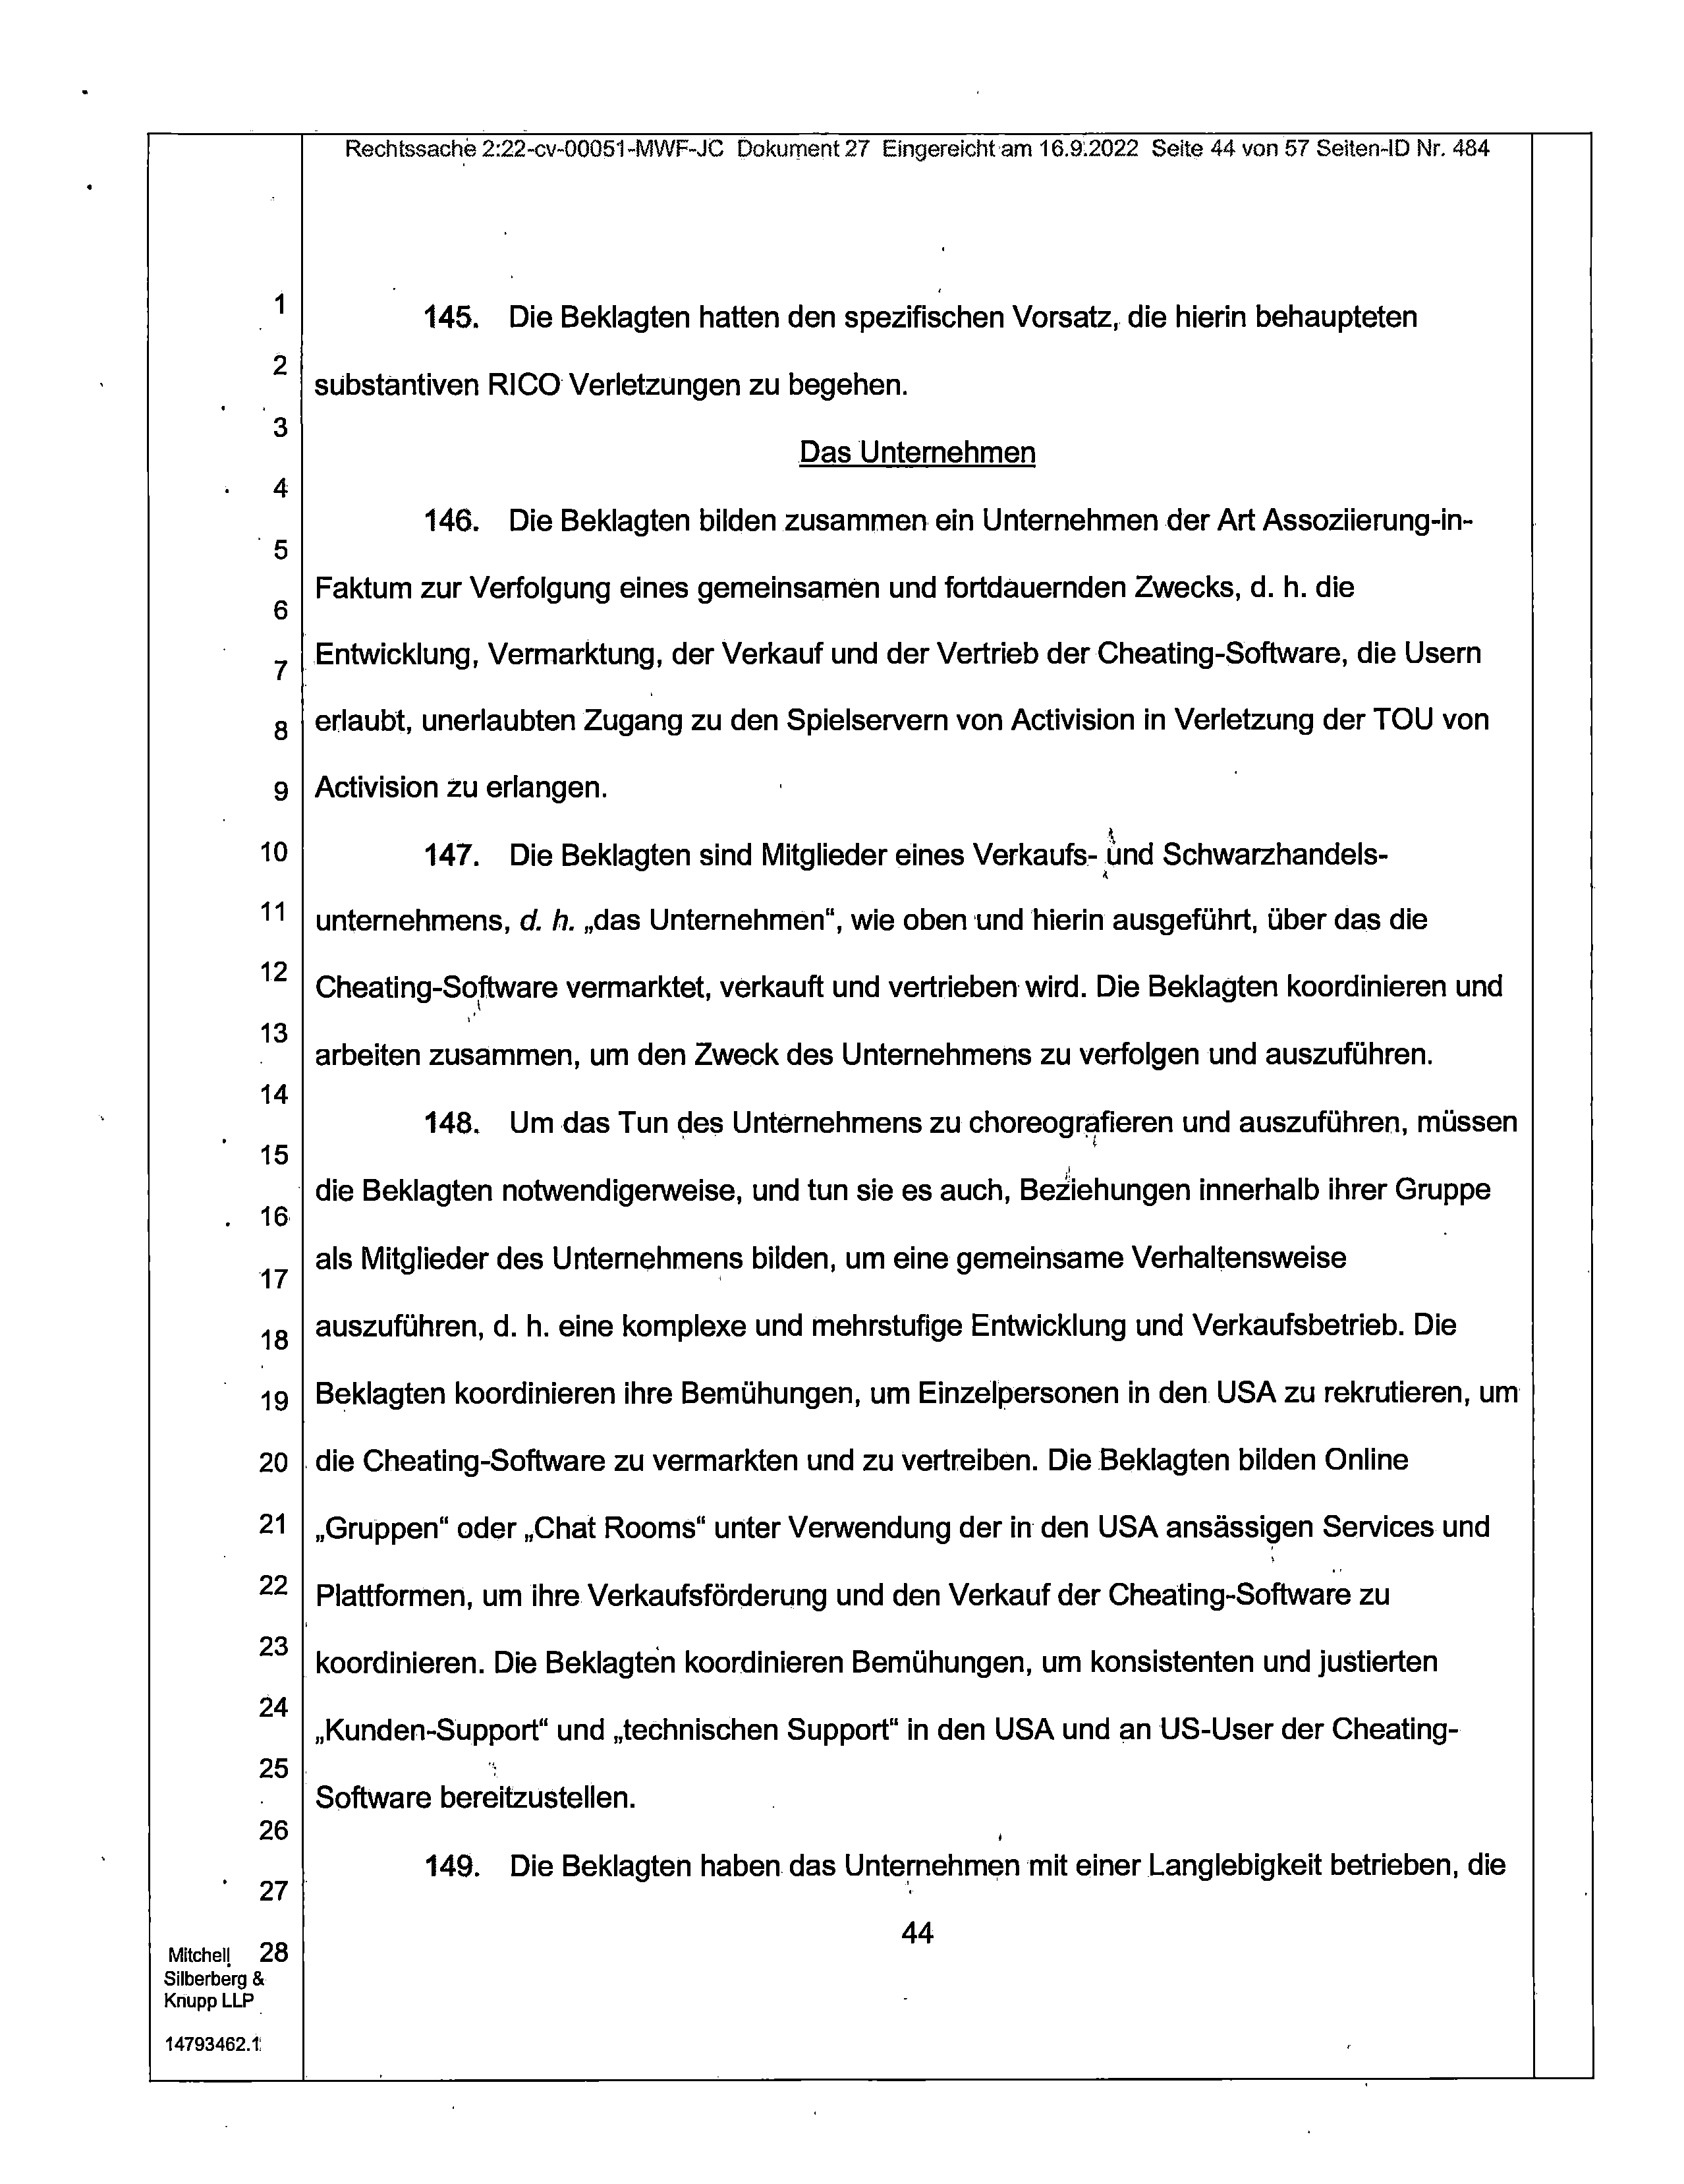 Rechtssache 2:22-cv-00051-MWF-JC Dokument 27 Eingereicht am 16.9.2022 Seite 44 von 57 Seiten-ID Nr. 484
1
145. Die Beklagten hatten den spezifischen Vorsatz, die hierin behaupteten
2
substantiven RICO Verletzungen zu begehen.
3
Das Unternehmen
4
146. Die Beklagten bilden zusammen ein Unternehmen der Art Assoziierung-in-
5
Faktum zur Verfolgung eines gemeinsamen und fortdauernden Zwecks, d. h. die
6
Entwicklung, Vermarktung, der Verkauf und der Vertrieb der Cheating-Software, die Usern
7
erlaubt, unerlaubten Zugang zu den Spielservern von Activision in Verletzung der TOU von
8
Activision zu erlangen.
9
10
147. Die Beklagten sind Mitglieder eines Verkaufs- und Schwarzhandels-
11
unternehmens, d. h. „das Unternehmen“, wie oben und hierin ausgeführt, über das die
12
Cheating-Software vermarktet, verkauft und vertrieben wird. Die Beklagten koordinieren und
13
arbeiten zusammen, um den Zweck des Unternehmens zu verfolgen und auszuführen.
14
148. Um das Tun des Unternehmens zu choreografieren und auszuführen, müssen
15
die Beklagten notwendigerweise, und tun sie es auch, Beziehungen innerhalb ihrer Gruppe
16
als Mitglieder des Unternehmens bilden, um eine gemeinsame Verhaltensweise
17
auszuführen, d. h. eine komplexe und mehrstufige Entwicklung und Verkaufsbetrieb. Die
18
Beklagten koordinieren ihre Bemühungen, um Einzelpersonen in den USA zu rekrutieren, um
19
die Cheating-Software zu vermarkten und zu vertreiben. Die Beklagten bilden Online
20
„Gruppen“ oder „Chat Rooms“ unter Verwendung der in den USA ansässigen Services und
21
Plattformen, um ihre Verkaufsförderung und den Verkauf der Cheating-Software zu
22
koordinieren. Die Beklagten koordinieren Bemühungen, um konsistenten und justierten
23
„Kunden-Support“ und „technischen Support“ in den USA und an US-User der Cheating-
24
Software bereitzustellen.
25
26
149. Die Beklagten haben das Unternehmen mit einer Langlebigkeit betrieben, die
27
44
28
Mitchell
Silberberg &
Knupp LLP
14793462.1